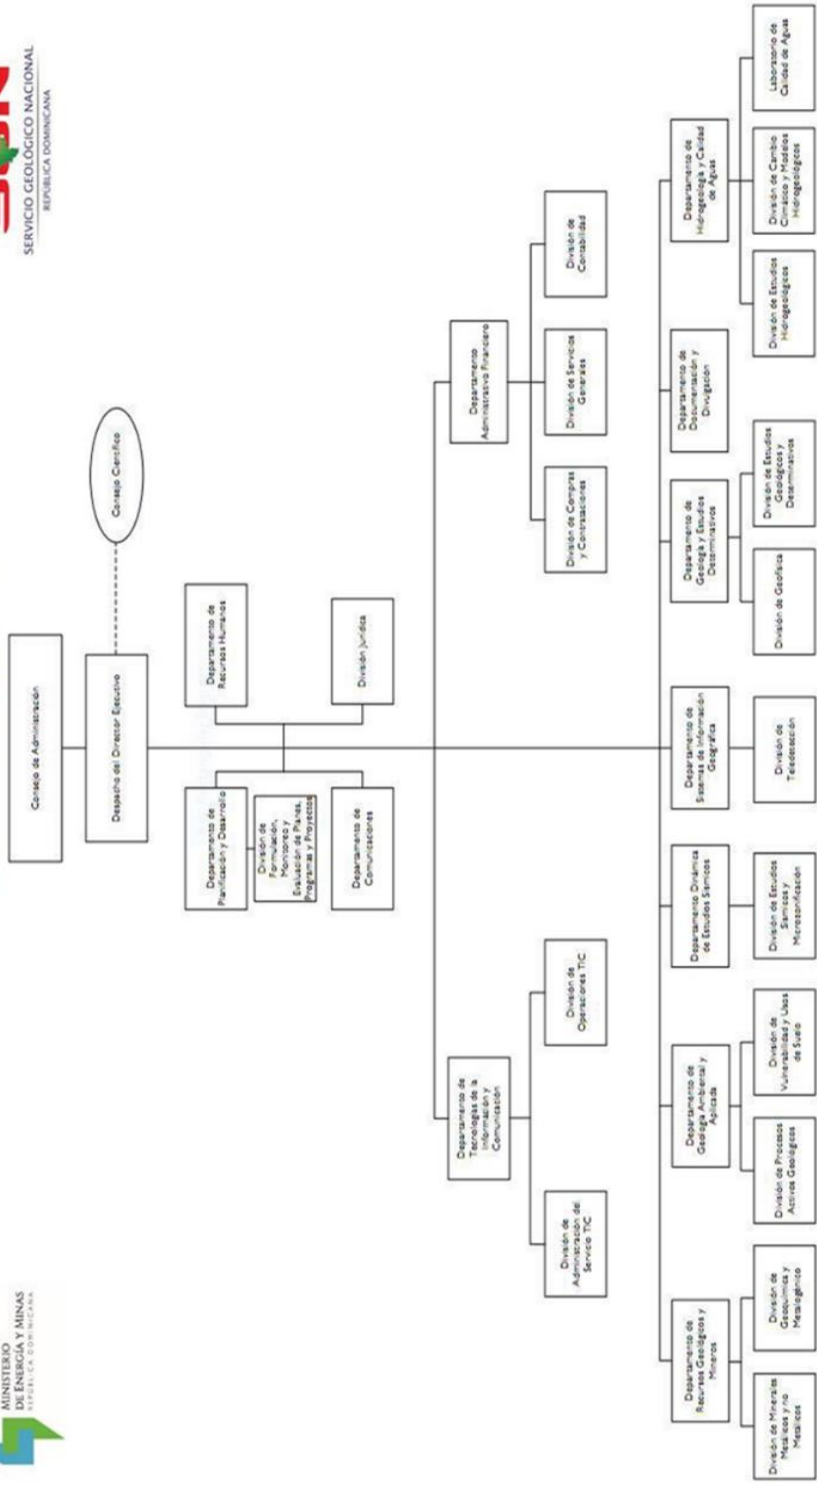 MINISTERIO
DE ENERGÍA Y MINAS
REPÚBLICA DOMINICANA
SERVICIO GEOLÓGICO NACIONAL
REPÚBLICA DOMINICANA
Consejo de Administración
Despacho del Director Ejecutivo
Consejo Científico
Departamento de
Planificación y Desarrollo
División de
Formulación,
Monitoreo y
Evaluación de Planes,
Programas y Proyectos
Departamento de
Comunicaciones
Departamento de
Recursos Humanos
División Jurídica
Departamento de
Tecnologías de la
Información y
Comunicación
División de
Administración del
Servicio TIC
División de
Operaciones TIC
Departamento
Administrativo Financiero
División de Compras
y Contrataciones
División de Servicios
Generales
División de
Contabilidad
Departamento de
Recursos Geológicos y
Mineros
División de Minerales
Metálicos y no
Metálicos
División de
Geoquímica y
Metalogénico
Departamento de
Geología Ambiental y
Aplicada
División de Procesos
Activos Geológicos
División de
Vulnerabilidad y Usos
de Suelo
Departamento Dinámica
de Estudios Sísmicos
División de Estudios
Sísmicos y
Microzonificación
Departamento de
Sistemas de Información
Geográfica
División de
Teledetección
Departamento de
Geología y Estudios
Determinativos
División de Geofísica
División de Estudios
Geológicos y
Determinativos
Departamento de
Documentación y
Divulgación
Departamento de
Hidrogeología y Calidad
de Aguas
División de Estudios
Hidrogeológicos
División de Cambio
Climático y Modelos
Hidrogeológicos
Laboratorio de
Calidad de Aguas